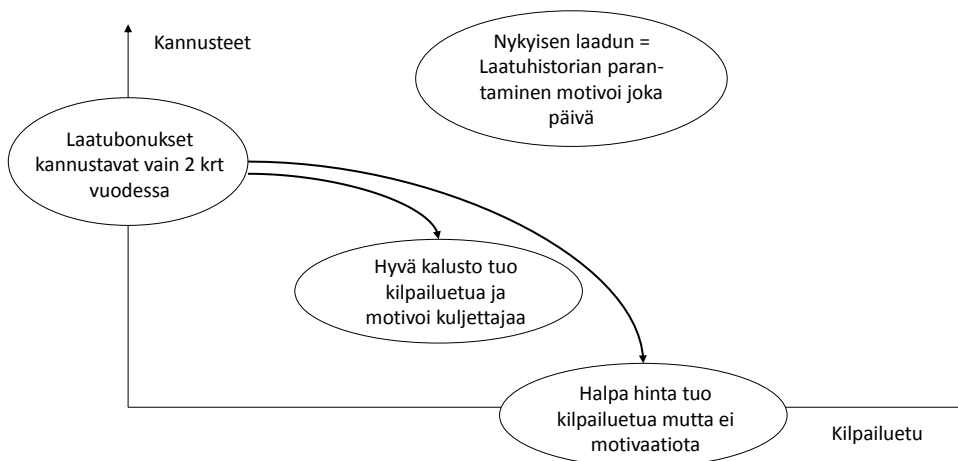 Kannusteet
Nykyisen laadun =
Laatuhistorian paran-
taminen motivoi joka
päivä
Laatubonukset
kannustavat vain 2 krt
vuodessa
Hyvä kalusto tuo
kilpailuetua ja
motivoi kuljettajaa
Halpa hinta tuo
kilpailuetua mutta ei
motivaatiota
Kilpailuetu